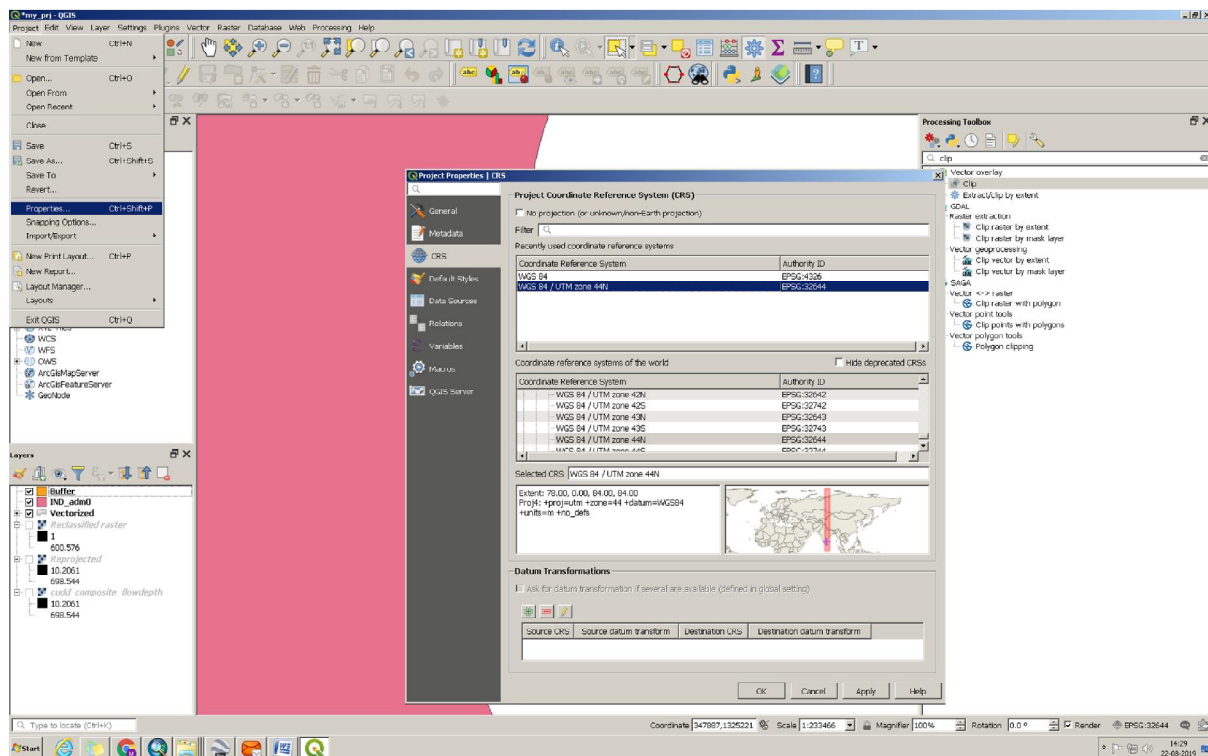 *my_prj - QGIS
Project Edit View Layer Settings Plugins Vector Raster Database Web Processing Help
New Ctrl+N
New from Template
Open... Ctrl+O
Open From
Open Recent
Close
Save Ctrl+S
Save As... Ctrl+Shift+S
Save To
Revert...
Properties... Ctrl+Shift+P
Snapping Options...
Import/Export
New Print Layout... Ctrl+P
New Report...
Layout Manager...
Layouts
Exit QGIS Ctrl+Q
WCS
WFS
OWS
ArcGisMapServer
ArcGisFeatureServer
GeoNode
Layers
Buffer
IND_adm0
Vectorized
Reclassified raster
1
600.576
Reprojected
10.2061
698.544
cudd composite flowdepth
10.2061
698.544
Project Properties | CRS
General
Metadata
CRS
Default Styles
Data Sources
Relations
Variables
Macros
QGIS Server
Project Coordinate Reference System (CRS)
No projection (or unknown/non-Earth projection)
Filter
Recently used coordinate reference systems
Coordinate Reference System Authority ID
WGS 84 EPSG:4326
WGS 84 / UTM zone 44N EPSG:32644
Coordinate reference systems of the world Hide deprecated CRSs
Coordinate Reference System Authority ID
WGS 84 / UTM zone 42N EPSG:32642
WGS 84 / UTM zone 42S EPSG:32742
WGS 84 / UTM zone 43N EPSG:32643
WGS 84 / UTM zone 43S EPSG:32743
WGS 84 / UTM zone 44N EPSG:32644
WGS 84 / UTM zone 44S EPSG:32744
Selected CRS WGS 84 / UTM zone 44N
Extent: 78.00, 0.00, 84.00, 84.00
Proj4: +proj=utm +zone=44 +datum=WGS84
+units=m +no_defs
Datum Transformations
Ask for datum transformation if several are available (defined in global setting)
Source CRS Source datum transform Destination CRS Destination datum transform
OK Cancel Apply Help
Processing Toolbox
clip
Vector overlay
Clip
Extract/clip by extent
GDAL
Raster extraction
Clip raster by extent
Clip raster by mask layer
Vector geoprocessing
Clip vector by extent
Clip vector by mask layer
SAGA
Vector <-> raster
Clip raster with polygon
Vector point tools
Clip points with polygons
Vector polygon tools
Polygon clipping
Type to locate (Ctrl+K) Coordinate 347887,1325221 Scale 1:233466 Magnifier 100% Rotation 0.0 ° Render EPSG:32644
Start 14:29
22-08-2019